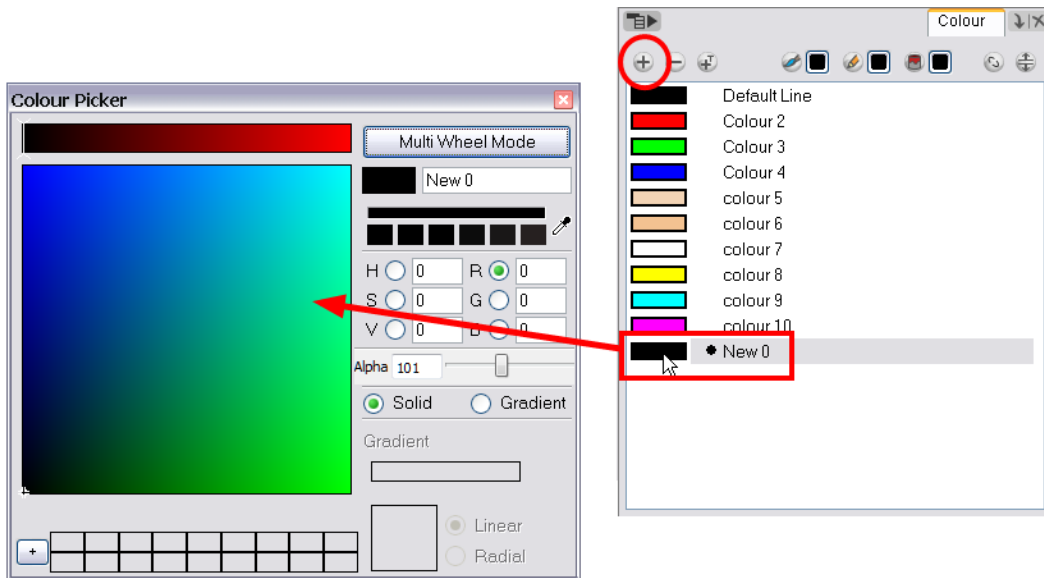 Colour Picker
Multi Wheel Mode
New 0
H 0 R 0
S 0 G 0
V 0 B 0
Alpha 101
Solid Gradient
Gradient
Linear
Radial
+
Colour
Default Line
Colour 2
Colour 3
Colour 4
colour 5
colour 6
colour 7
colour 8
colour 9
colour 10
New 0